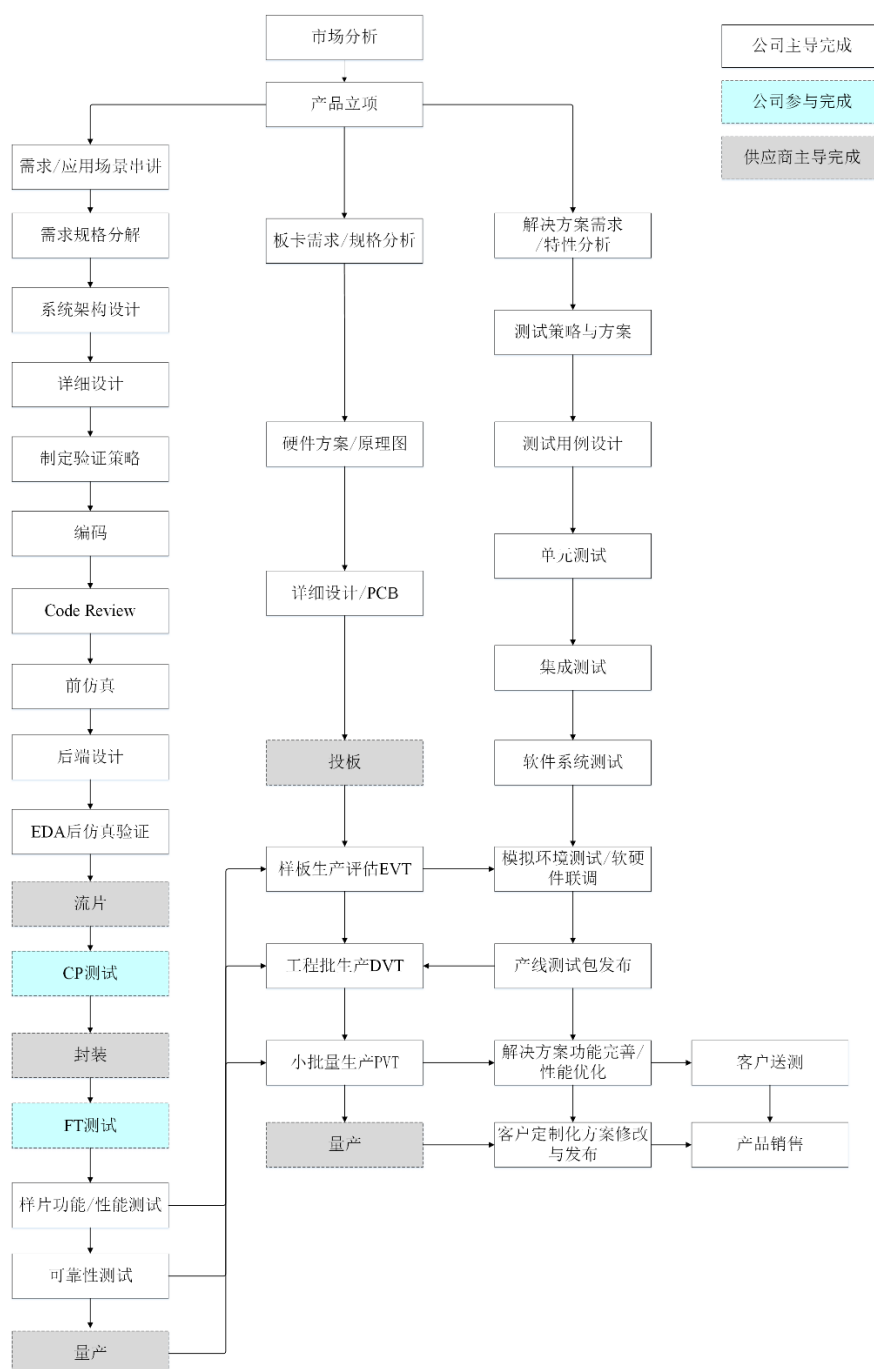 市场分析
产品立项
公司主导完成
公司参与完成
供应商主导完成
需求/应用场景串讲
需求规格分解
系统架构设计
详细设计
制定验证策略
编码
Code Review
前仿真
后端设计
EDA后仿真验证
流片
CP测试
封装
FT测试
样片功能/性能测试
可靠性测试
量产
板卡需求/规格分析
硬件方案/原理图
详细设计/PCB
投板
样板生产评估EVT
工程批生产DVT
小批量生产PVT
量产
解决方案需求
/特性分析
测试策略与方案
测试用例设计
单元测试
集成测试
软件系统测试
模拟环境测试/软硬
件联调
产线测试包发布
解决方案功能完善/
性能优化
客户定制化方案修改
与发布
客户送测
产品销售